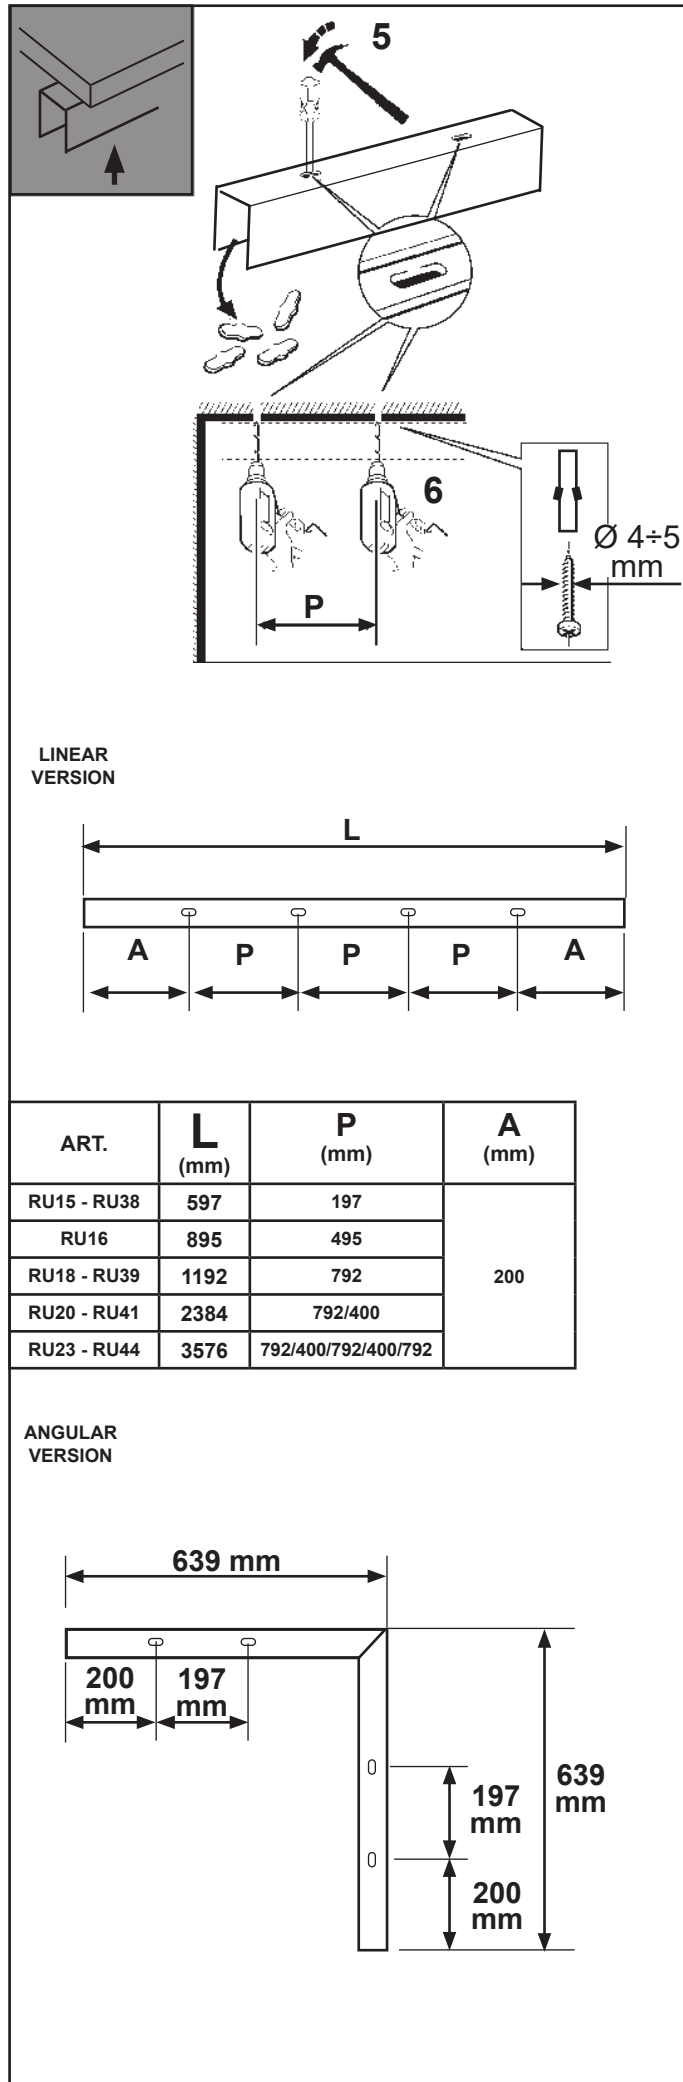 5
6
Ø 4÷5
mm
P
LINEAR
VERSION
L
A P P P A
ART. L (mm) P (mm) A (mm)
RU15 - RU38 597 197
RU16 895 495
RU18 - RU39 1192 792 200
RU20 - RU41 2384 792/400
RU23 - RU44 3576 792/400/792/400/792
ANGULAR
VERSION
639 mm
200
mm
197
mm
197
mm
639
mm
200
mm